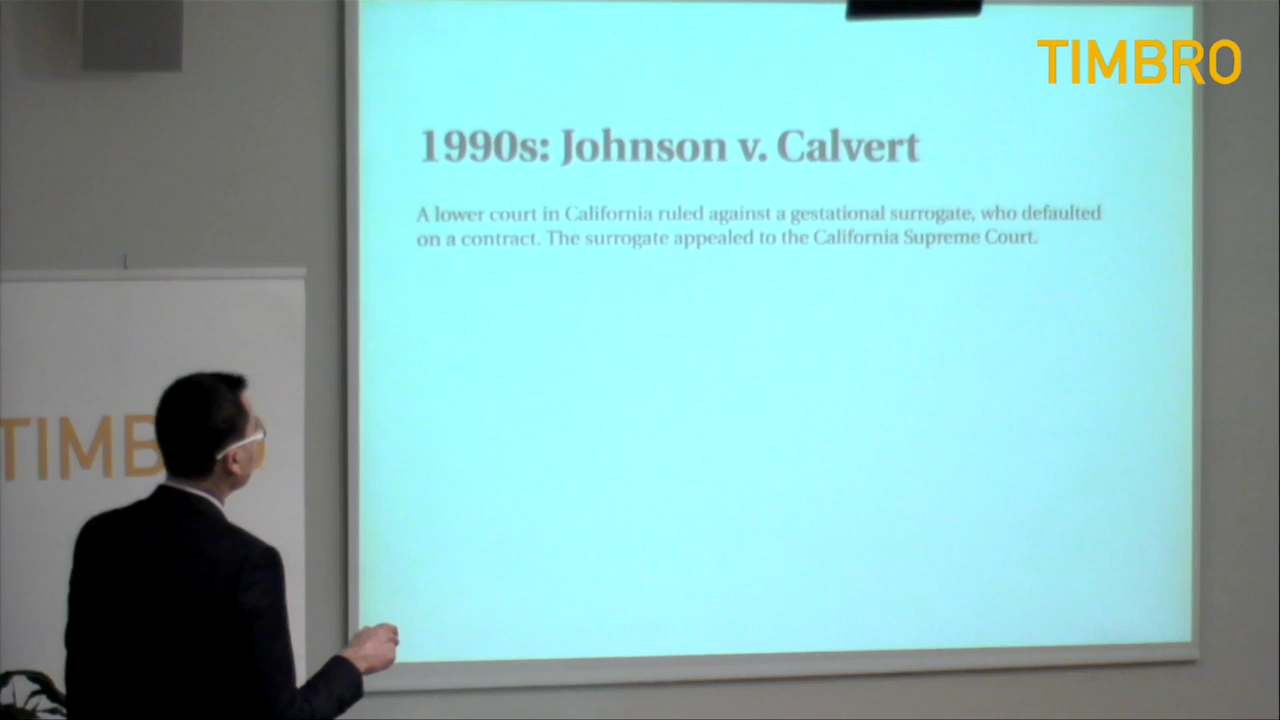 TIMBRO
1990s: Johnson v. Calvert
A lower court in California ruled against a gestational surrogate, who defaulted
on a contract. The surrogate appealed to the California Supreme Court.
TIMB